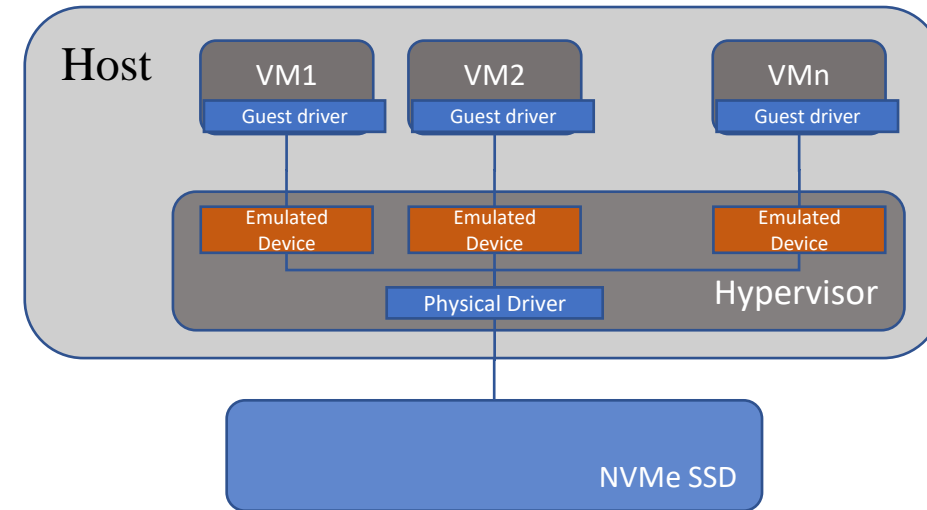 Host
VM1
VM2
VMn
Guest driver
Guest driver
Guest driver
Emulated
Device
Emulated
Device
Emulated
Device
Hypervisor
Physical Driver
NVMe SSD